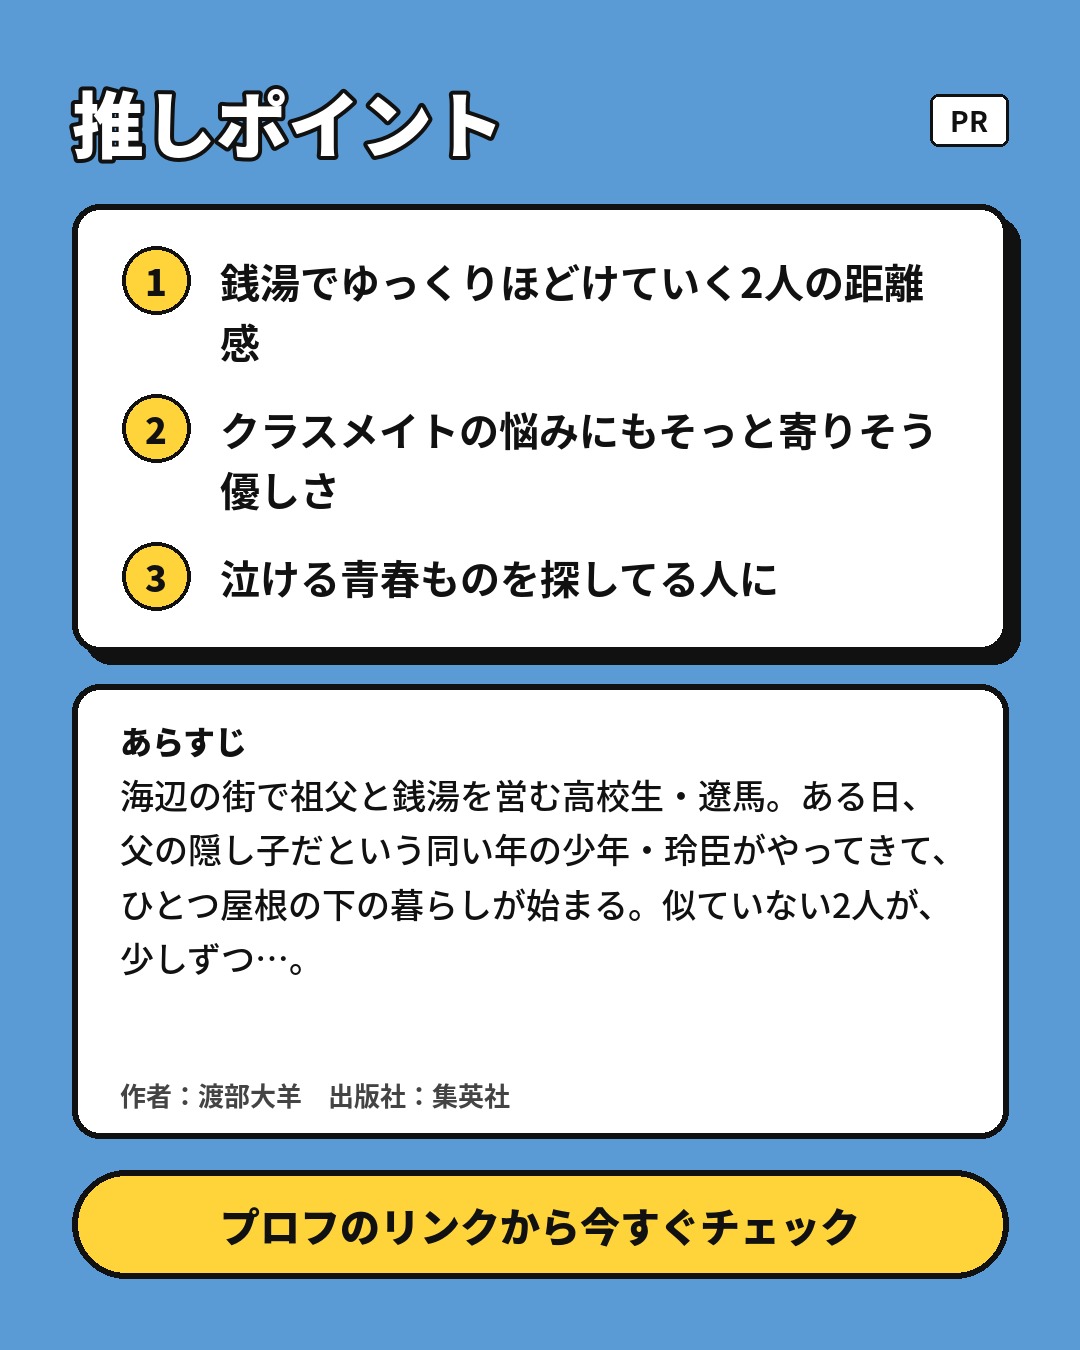 推しポイント
PR
1 銭湯でゆっくりほどけていく2人の距離
感
2 クラスメイトの悩みにもそっと寄りそう
優しさ
3 泣ける青春ものを探してる人に
あらすじ
海辺の街で祖父と銭湯を営む高校生・遼馬。ある日、
父の隠し子だという同い年の少年・玲臣がやってきて、
ひとつ屋根の下の暮らしが始まる。似ていない2人が、
少しずつ…。
作者：渡部大羊　出版社：集英社
プロフのリンクから今すぐチェック